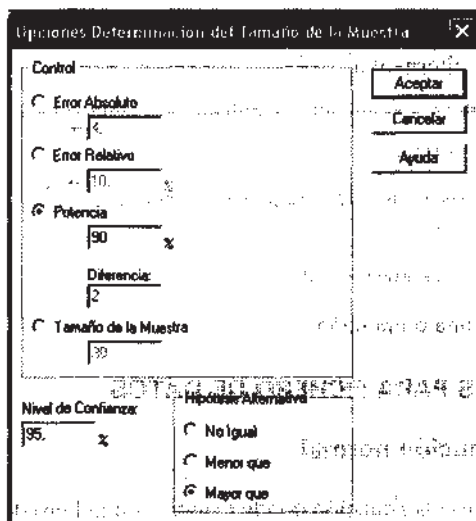 Opciones Determinación del Tamaño de la Muestra
Control
Error Absoluto
Error Relativo
10. %
Potencia
90 %
Diferencia:
2
Tamaño de la Muestra
Nivel de Confianza:
95. %
Hipótesis Alternativa
No Igual
Menor que
Mayor que
Aceptar
Cancelar
Ayuda